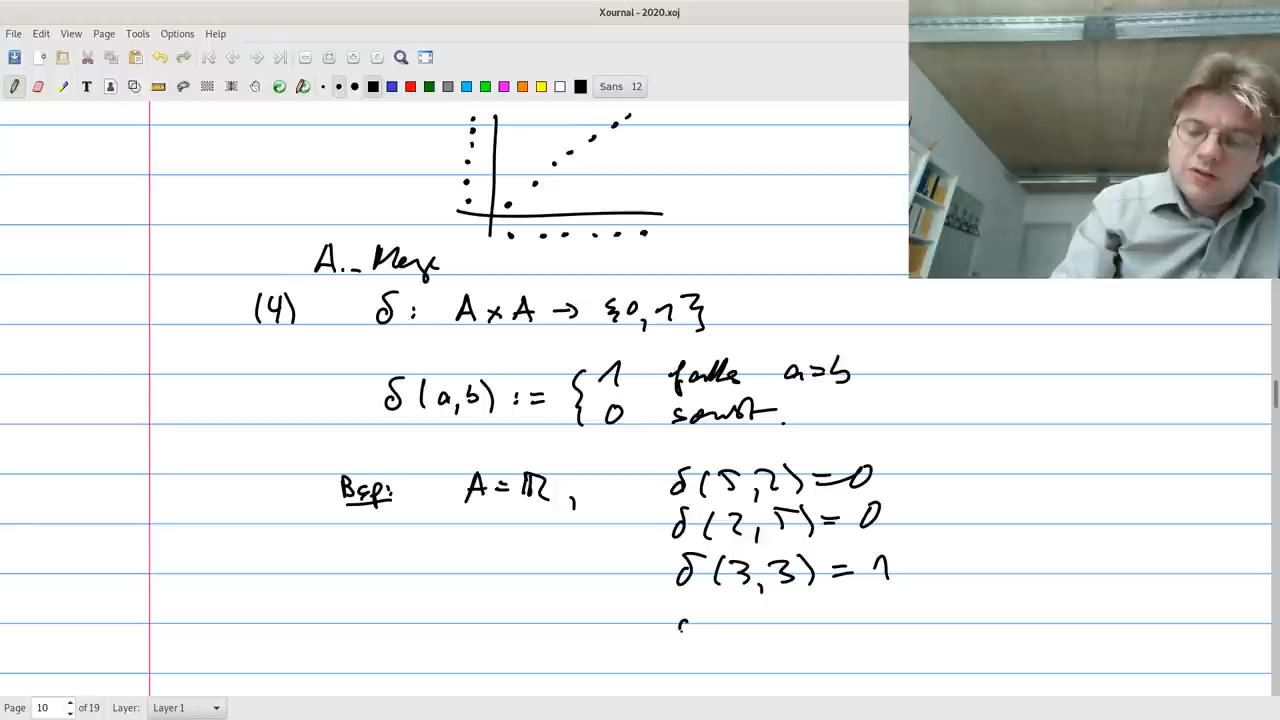 Xournal - 2020.xoj
File Edit View Page Tools Options Help
T Sans 12
A.. Menge
(4) δ : A × A → {0, 1}
δ(a,b) := { 1 falls a=b
0 sonst.
Bsp: A = ℝ, δ(5,2) = 0
δ(2,5) = 0
δ(3,3) = 1
Page 10 of 19 Layer: Layer 1